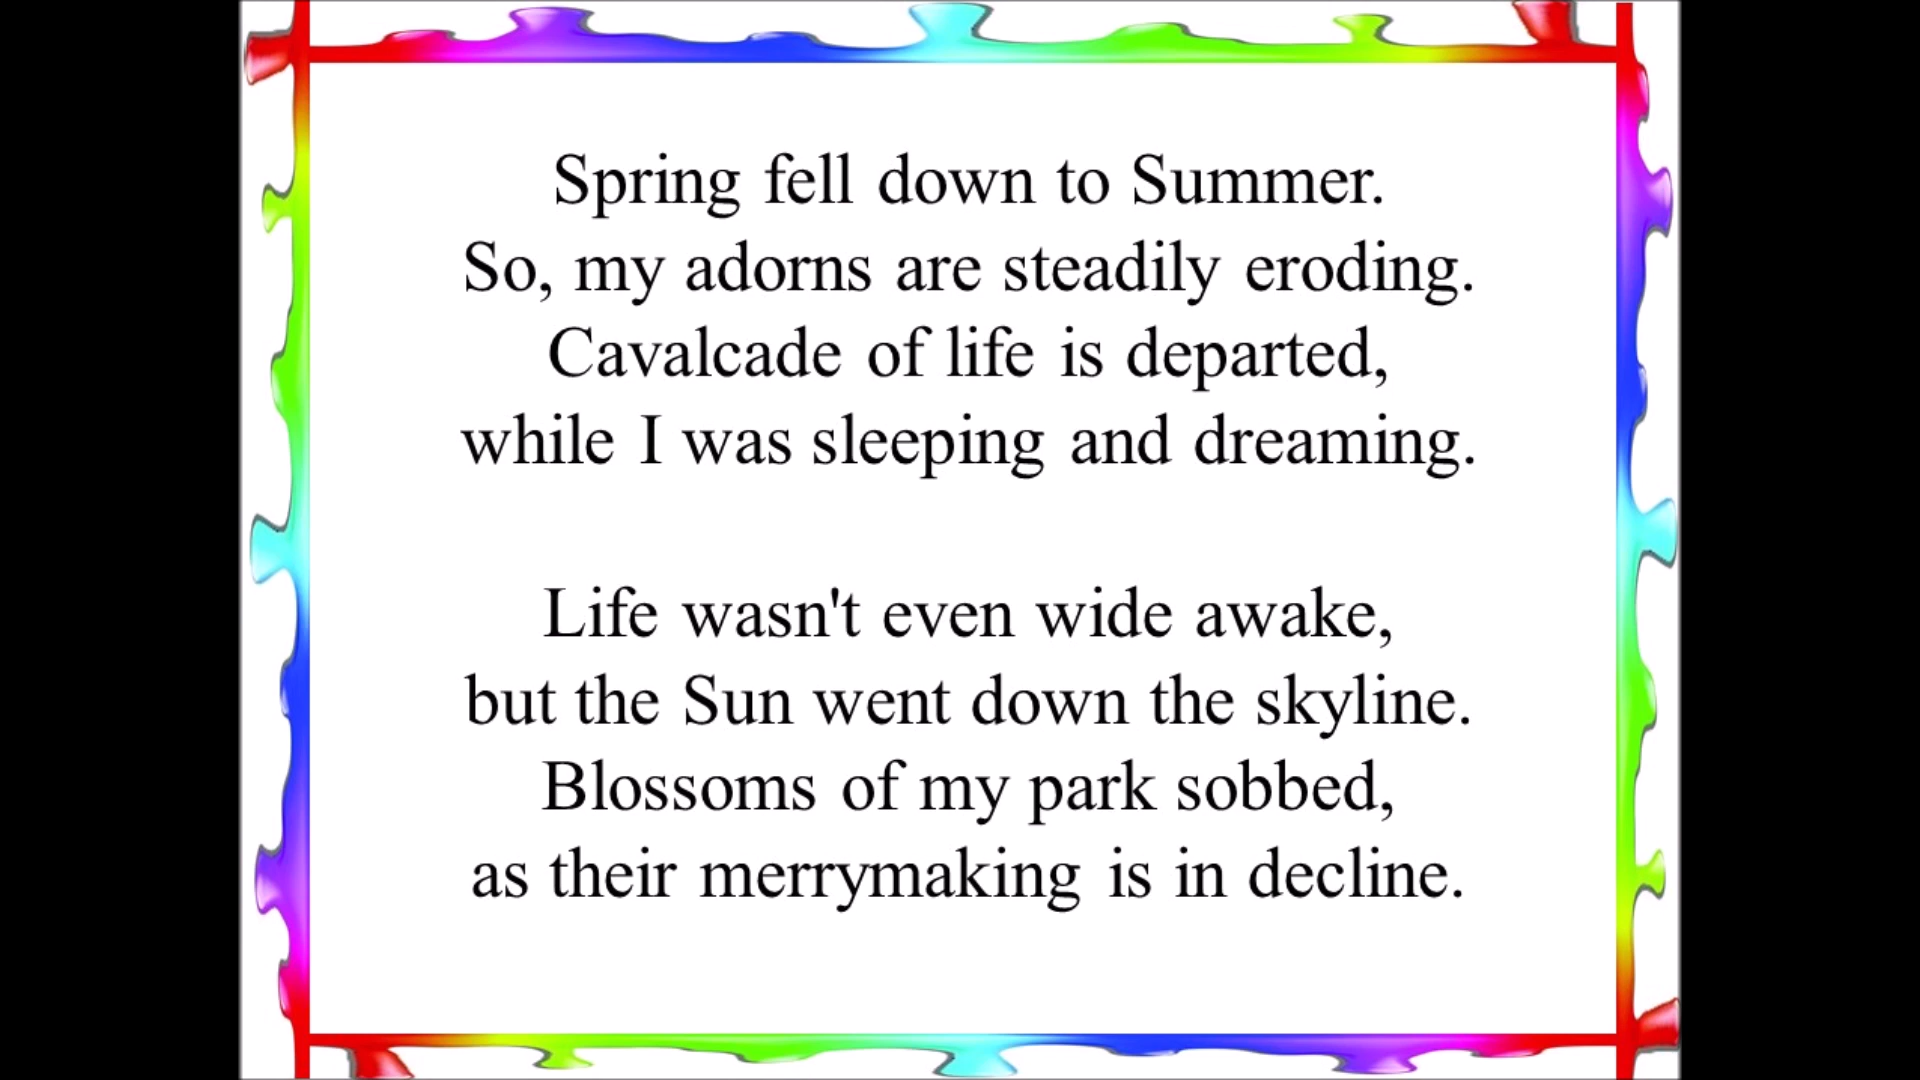 Spring fell down to Summer.
So, my adorns are steadily eroding.
Cavalcade of life is departed,
while I was sleeping and dreaming.
Life wasn't even wide awake,
but the Sun went down the skyline.
Blossoms of my park sobbed,
as their merrymaking is in decline.